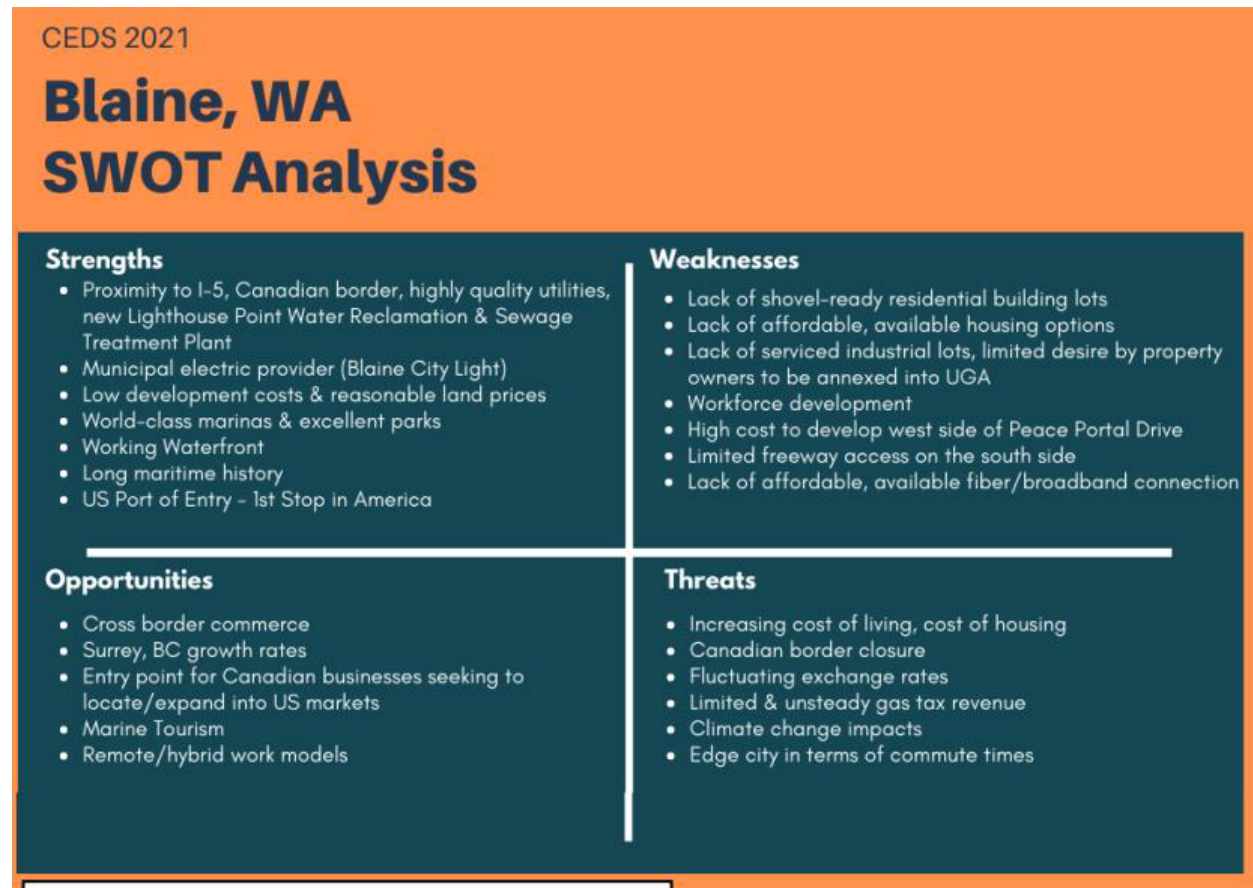 CEDS 2021
Blaine, WA
SWOT Analysis
Strengths
• Proximity to I-5, Canadian border, highly quality utilities,
new Lighthouse Point Water Reclamation & Sewage
Treatment Plant
• Municipal electric provider (Blaine City Light)
• Low development costs & reasonable land prices
• World-class marinas & excellent parks
• Working Waterfront
• Long maritime history
• US Port of Entry - 1st Stop in America
Weaknesses
• Lack of shovel-ready residential building lots
• Lack of affordable, available housing options
• Lack of serviced industrial lots, limited desire by property
owners to be annexed into UGA
• Workforce development
• High cost to develop west side of Peace Portal Drive
• Limited freeway access on the south side
• Lack of affordable, available fiber/broadband connection
Opportunities
• Cross border commerce
• Surrey, BC growth rates
• Entry point for Canadian businesses seeking to
locate/expand into US markets
• Marine Tourism
• Remote/hybrid work models
Threats
• Increasing cost of living, cost of housing
• Canadian border closure
• Fluctuating exchange rates
• Limited & unsteady gas tax revenue
• Climate change impacts
• Edge city in terms of commute times